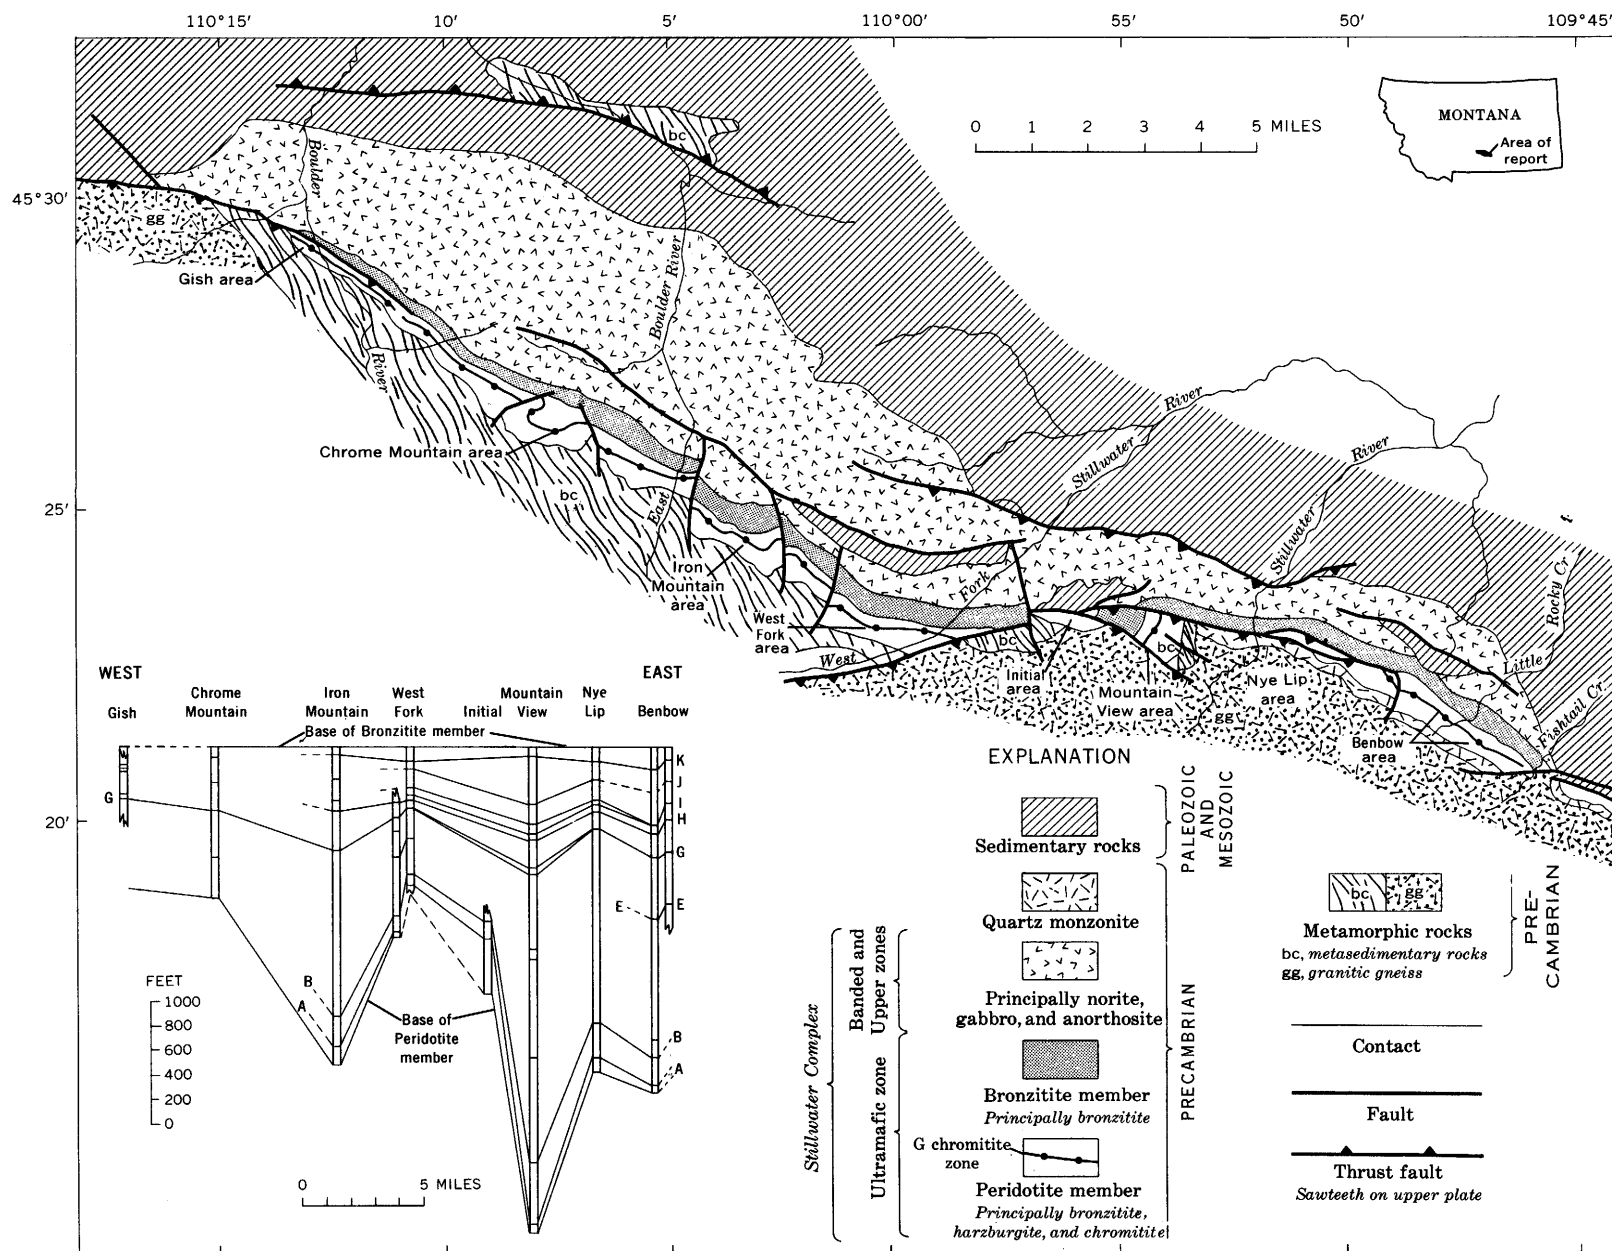 110°15′ 10′ 5′ 110°00′ 55′ 50′ 109°45′
45°30′
25′
20′
0 1 2 3 4 5 MILES
MONTANA
Area of
report
bc
gg
Boulder
River
Gish area
Boulder River
East
Chrome Mountain area
bc
Iron
Mountain
area
West
Fork
area
West
Fork
Stillwater
River
Stillwater
River
bc
Initial
area
Mountain
View area
bc
gg
Nye Lip
area
Benbow
area
Little
Rocky Cr
Fishtail Cr
WEST EAST
Gish
Chrome
Mountain
Iron
Mountain
West
Fork
Initial
Mountain
View
Nye
Lip
Benbow
Base of Bronzitite member
K
J
I
H
G
E
E
B
A
G
B
A
Base of
Peridotite
member
FEET
1000
800
600
400
200
0
0 5 MILES
EXPLANATION
Sedimentary rocks
PALEOZOIC
AND
MESOZOIC
Quartz monzonite
Principally norite,
gabbro, and anorthosite
Bronzitite member
Principally bronzitite
G chromitite
zone
Peridotite member
Principally bronzitite,
harzburgite, and chromitite
Stillwater Complex
Banded and
Upper zones
Ultramafic zone
PRECAMBRIAN
bc gg
Metamorphic rocks
bc, metasedimentary rocks
gg, granitic gneiss
PRE-
CAMBRIAN
Contact
Fault
Thrust fault
Sawteeth on upper plate